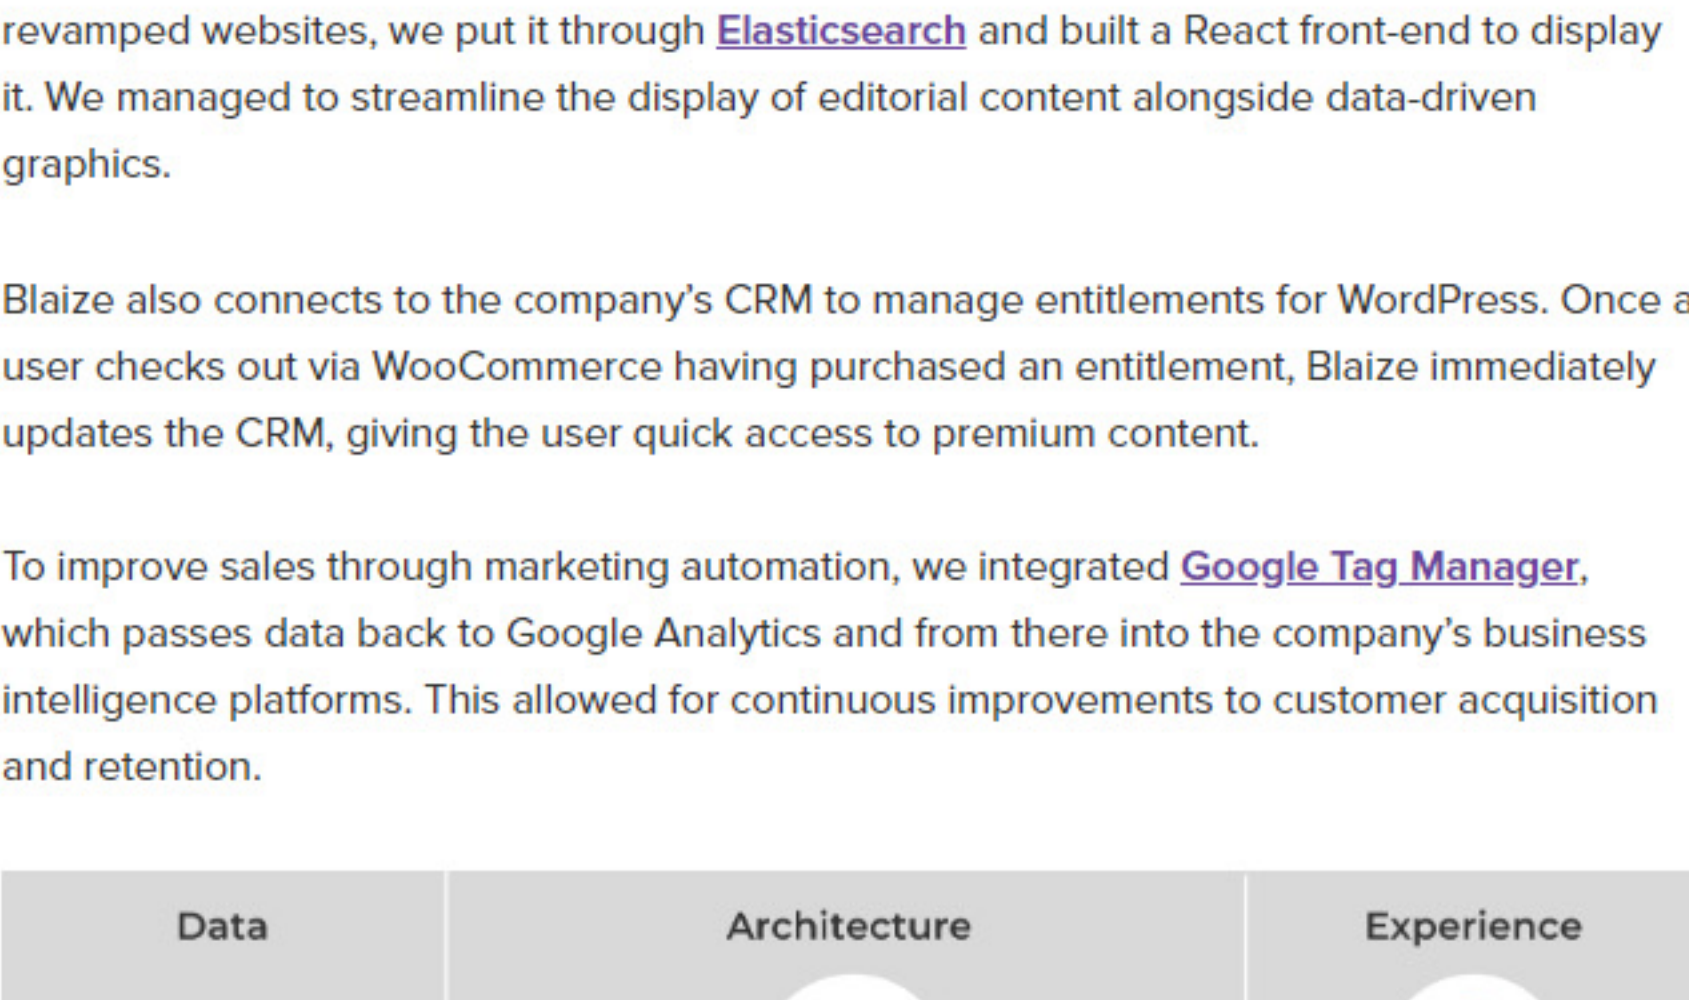 revamped websites, we put it through Elasticsearch and built a React front-end to display
it. We managed to streamline the display of editorial content alongside data-driven
graphics.
Blaize also connects to the company’s CRM to manage entitlements for WordPress. Once a
user checks out via WooCommerce having purchased an entitlement, Blaize immediately
updates the CRM, giving the user quick access to premium content.
To improve sales through marketing automation, we integrated Google Tag Manager,
which passes data back to Google Analytics and from there into the company’s business
intelligence platforms. This allowed for continuous improvements to customer acquisition
and retention.
Data Architecture Experience